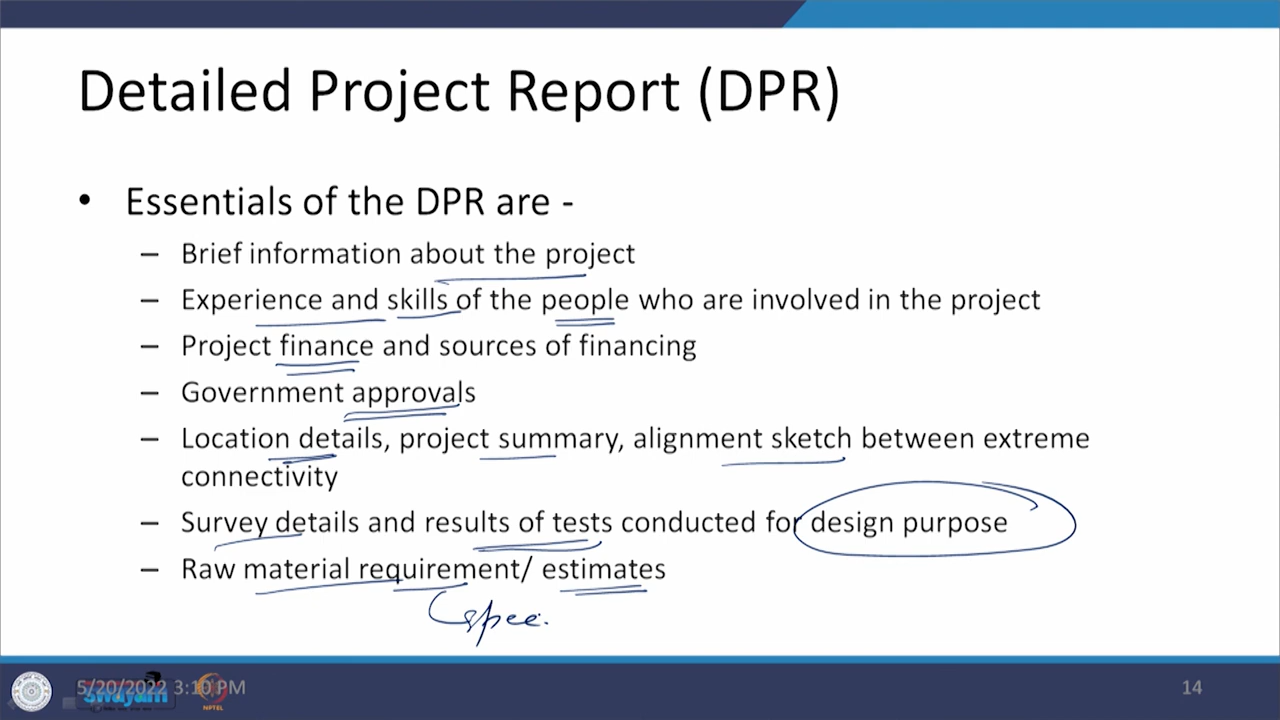 Detailed Project Report (DPR)
• Essentials of the DPR are -
– Brief information about the project
– Experience and skills of the people who are involved in the project
– Project finance and sources of financing
– Government approvals
– Location details, project summary, alignment sketch between extreme
connectivity
– Survey details and results of tests conducted for design purpose
– Raw material requirement/ estimates
spec.
5/20/2022 3:10 PM
swayam
NPTEL
14